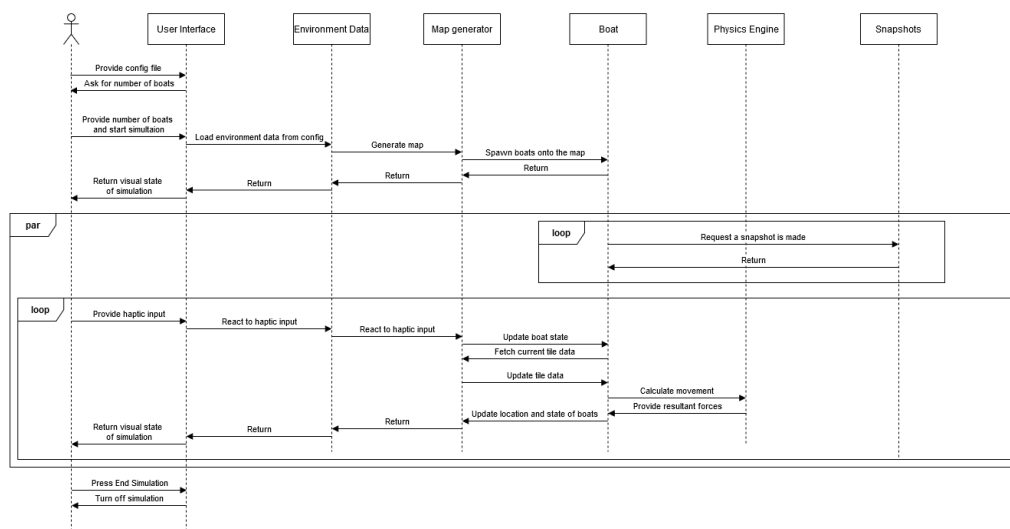 User Interface
Environment Data
Map generator
Boat
Physics Engine
Snapshots
Provide config file
Ask for number of boats
Provide number of boats
and start simultaion
Load environment data from config
Generate map
Spavn boats onto the map
Return
Return
Return
Return visual state
of simulation
par
loop
Request a snapshot is made
Return
loop
Provide haptic input
React to haptic input
React to haptic input
Update boat state
Fetch current tile data
Update tile data
Calculate movement
Provide resultant forces
Update location and state of boats
Return
Return
Return visual state
of simulation
Press End Simulation
Turn off simulation